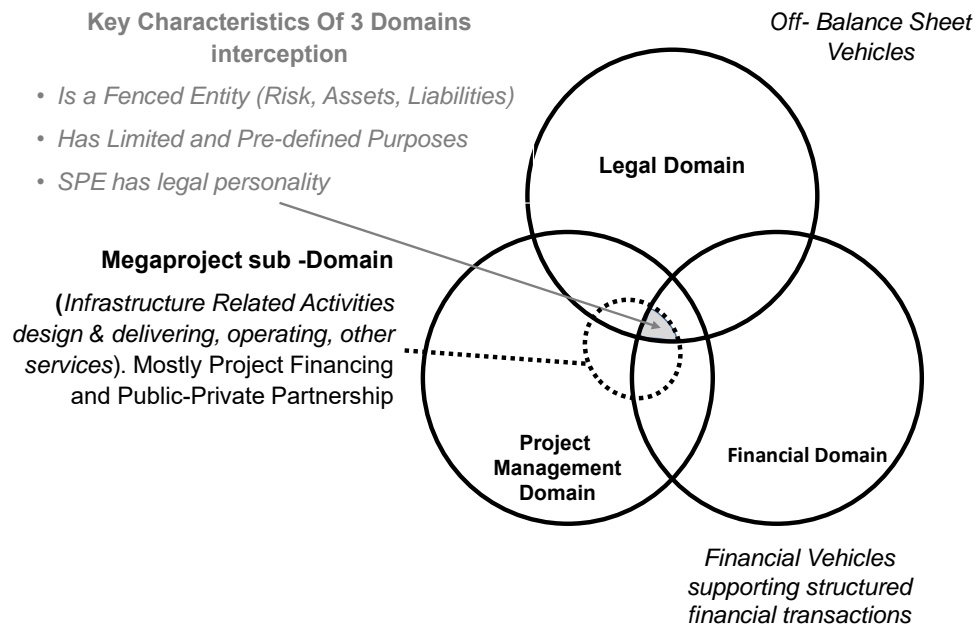 Key Characteristics Of 3 Domains
interception
• Is a Fenced Entity (Risk, Assets, Liabilities)
• Has Limited and Pre-defined Purposes
• SPE has legal personality
Off- Balance Sheet
Vehicles
Legal Domain
Megaproject sub -Domain
(Infrastructure Related Activities
design & delivering, operating, other
services). Mostly Project Financing
and Public-Private Partnership
Project
Management
Domain
Financial Domain
Financial Vehicles
supporting structured
financial transactions